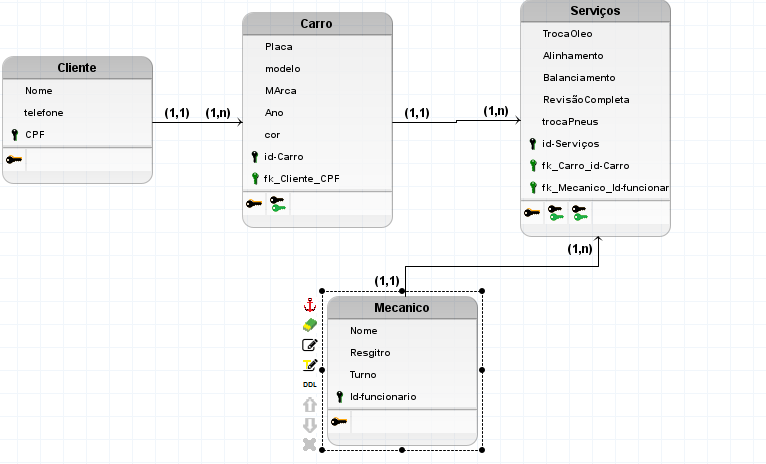 Cliente
Nome
telefone
CPF
(1,1)
(1,n)
Carro
Placa
modelo
MArca
Ano
cor
id-Carro
fk_Cliente_CPF
(1,1)
(1,n)
Serviços
TrocaOleo
Alinhamento
Balanciamento
RevisãoCompleta
trocaPneus
id-Serviços
fk_Carro_id-Carro
fk_Mecanico_Id-funcionar
(1,n)
(1,1)
Mecanico
Nome
Resgitro
Turno
Id-funcionario
DDL